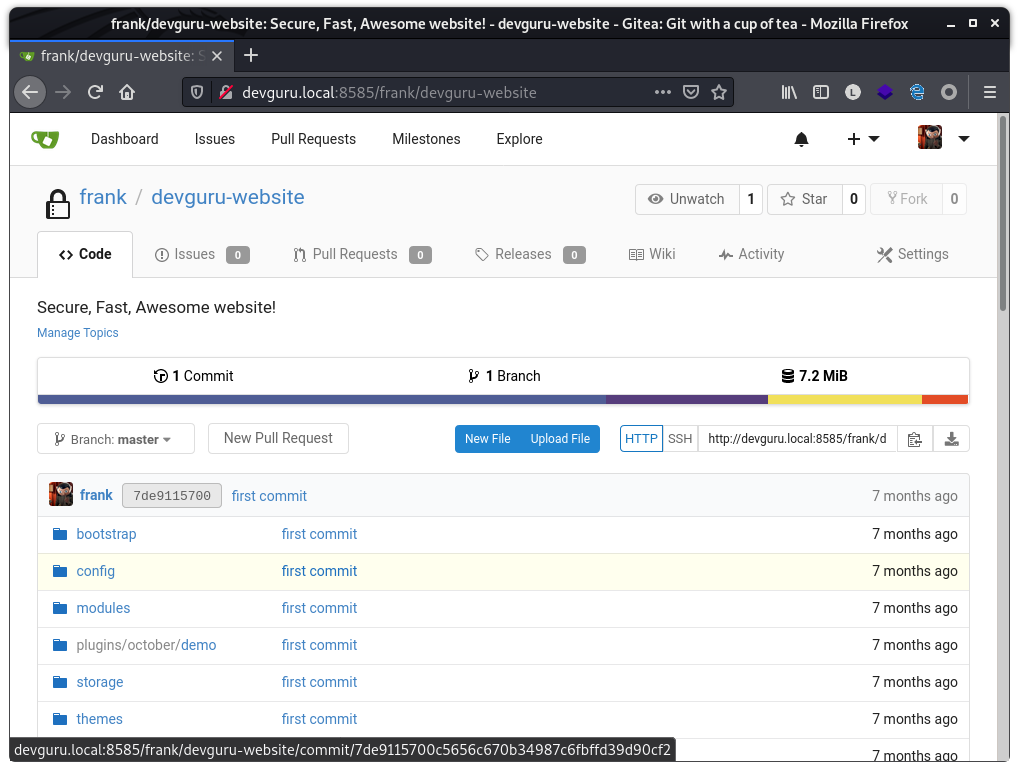 frank/devguru-website: Secure, Fast, Awesome website! - devguru-website - Gitea: Git with a cup of tea - Mozilla Firefox
frank/devguru-website: S
devguru.local:8585/frank/devguru-website
L
Dashboard Issues Pull Requests Milestones Explore
frank / devguru-website
Unwatch 1 Star 0 Fork 0
Code Issues 0 Pull Requests 0 Releases 0 Wiki Activity Settings
Secure, Fast, Awesome website!
Manage Topics
1 Commit 1 Branch 7.2 MiB
Branch: master New Pull Request New File Upload File HTTP SSH http://devguru.local:8585/frank/d
frank 7de9115700 first commit 7 months ago
bootstrap first commit 7 months ago
config first commit 7 months ago
modules first commit 7 months ago
plugins/october/demo first commit 7 months ago
storage first commit 7 months ago
themes first commit 7 months ago
7 months ago
devguru.local:8585/frank/devguru-website/commit/7de9115700c5656c670b34987c6fbffd39d90cf2